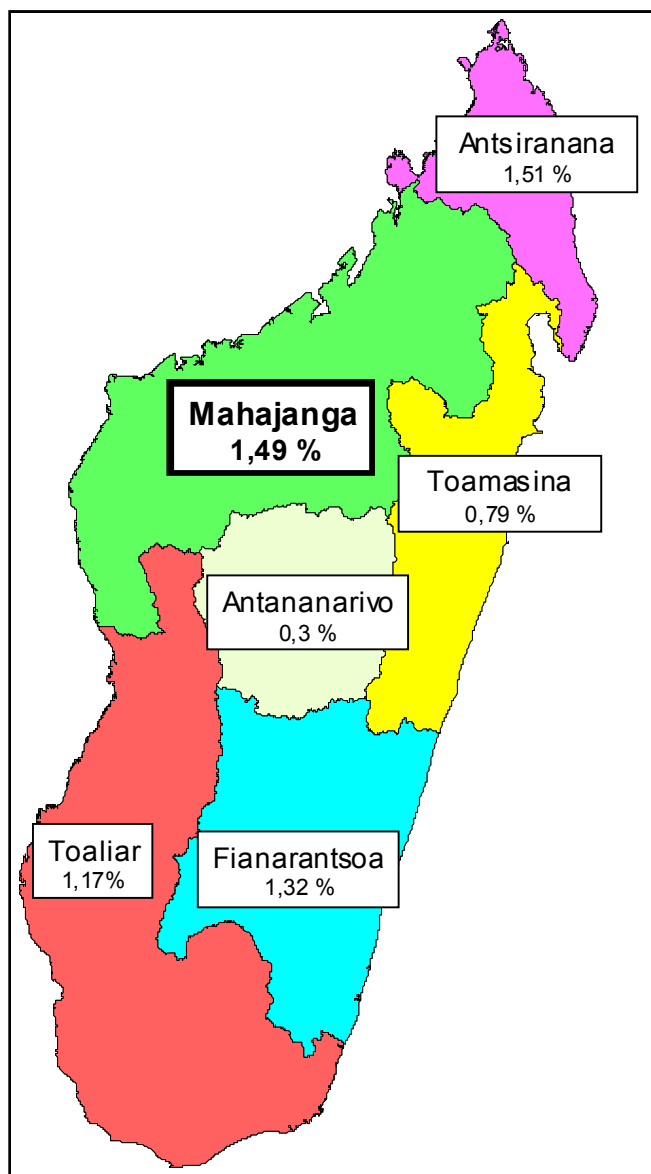 Antsiranana
1,51 %
Mahajanga
1,49 %
Toamasina
0,79 %
Antananarivo
0,3 %
Toaliar
1,17%
Fianarantsoa
1,32 %